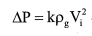 ΔP = kρ_g V_i^2